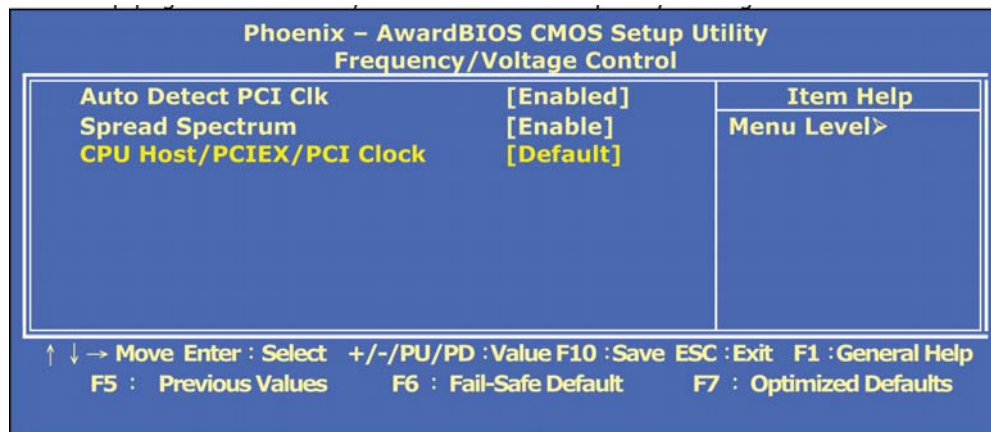 Phoenix – AwardBIOS CMOS Setup Utility
Frequency/Voltage Control
Auto Detect PCI Clk [Enabled]
Spread Spectrum [Enable]
CPU Host/PCIEX/PCI Clock [Default]
Item Help
Menu Level➢
↑ ↓ → Move Enter : Select +/-/PU/PD : Value F10 : Save ESC : Exit F1 : General Help
F5 : Previous Values F6 : Fail-Safe Default F7 : Optimized Defaults